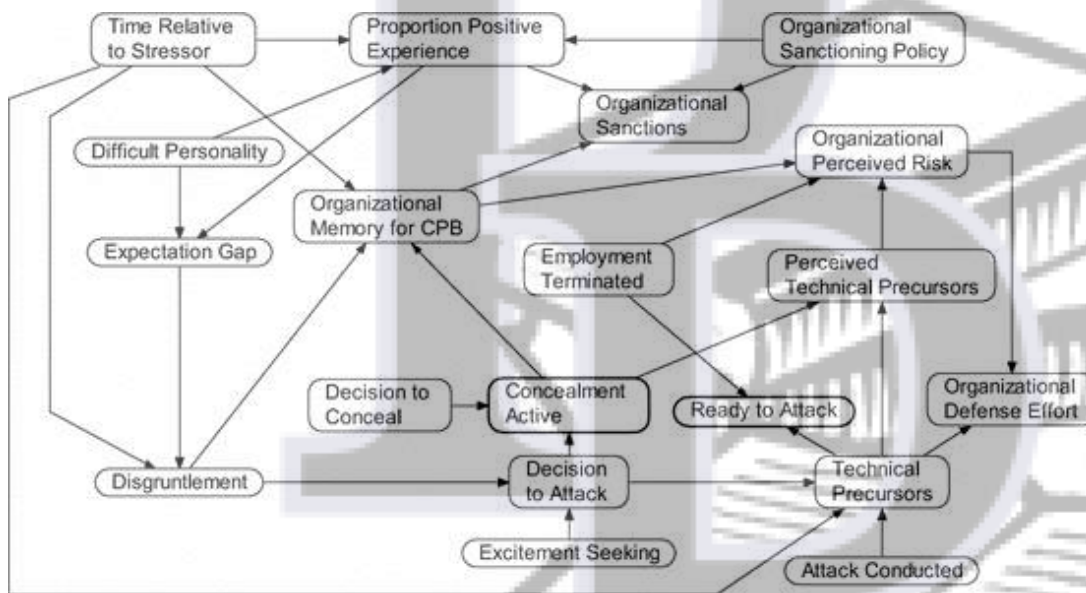 Time Relative
to Stressor
Proportion Positive
Experience
Organizational
Sanctioning Policy
Organizational
Sanctions
Difficult Personality
Organizational
Perceived Risk
Organizational
Memory for CPB
Expectation Gap
Employment
Terminated
Perceived
Technical Precursors
Decision to
Conceal
Concealment
Active
Ready to Attack
Organizational
Defense Effort
Disgruntlement
Decision
to Attack
Technical
Precursors
Excitement Seeking
Attack Conducted